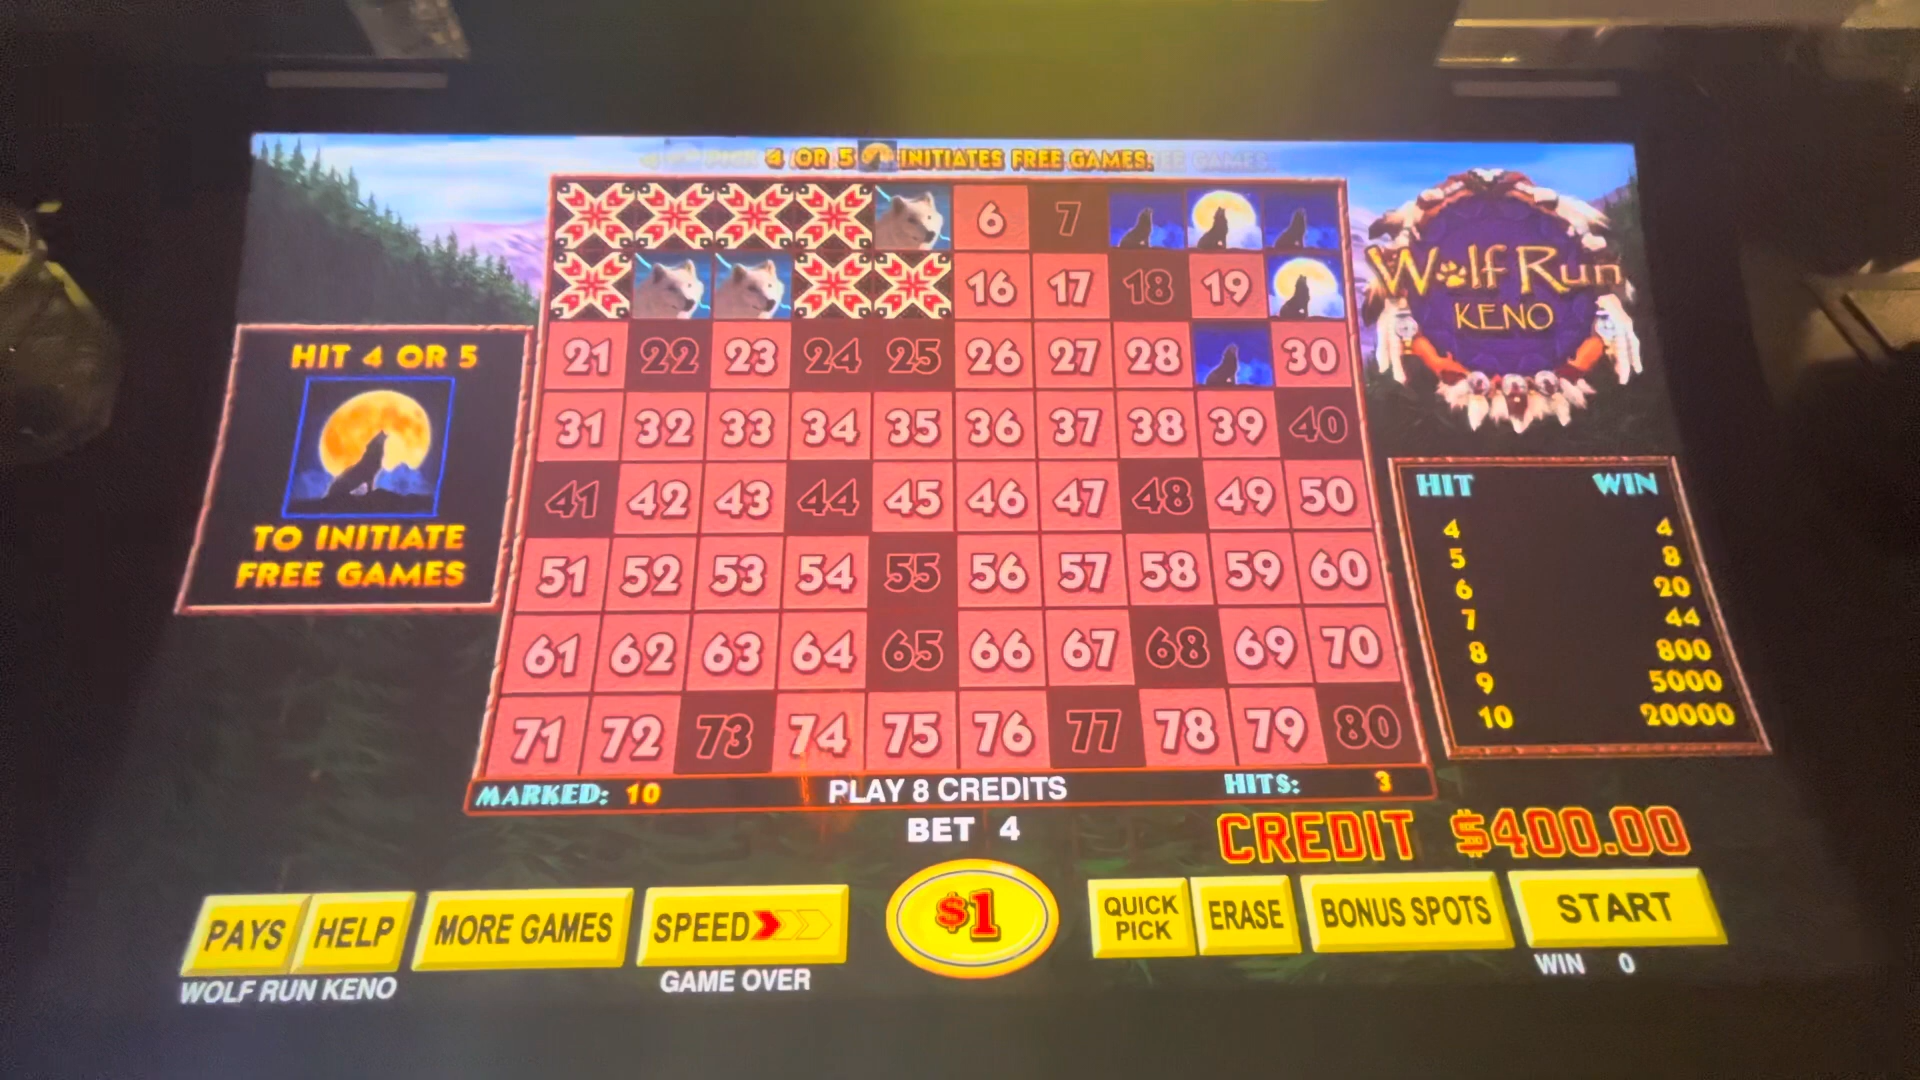 4 OR 5 INITIATES FREE GAMES.
6 7
16 17 18 19
21 22 23 24 25 26 27 28 30
31 32 33 34 35 36 37 38 39 40
41 42 43 44 45 46 47 48 49 50
51 52 53 54 55 56 57 58 59 60
61 62 63 64 65 66 67 68 69 70
71 72 73 74 75 76 77 78 79 80
MARKED: 10 PLAY 8 CREDITS HITS: 3
BET 4
CREDIT $400.00
HIT 4 OR 5
TO INITIATE
FREE GAMES
Wolf Run
KENO
HIT WIN
4 4
5 8
6 20
7 44
8 800
9 5000
10 20000
PAYS HELP MORE GAMES SPEED $1 QUICK PICK ERASE BONUS SPOTS START
WOLF RUN KENO GAME OVER WIN 0